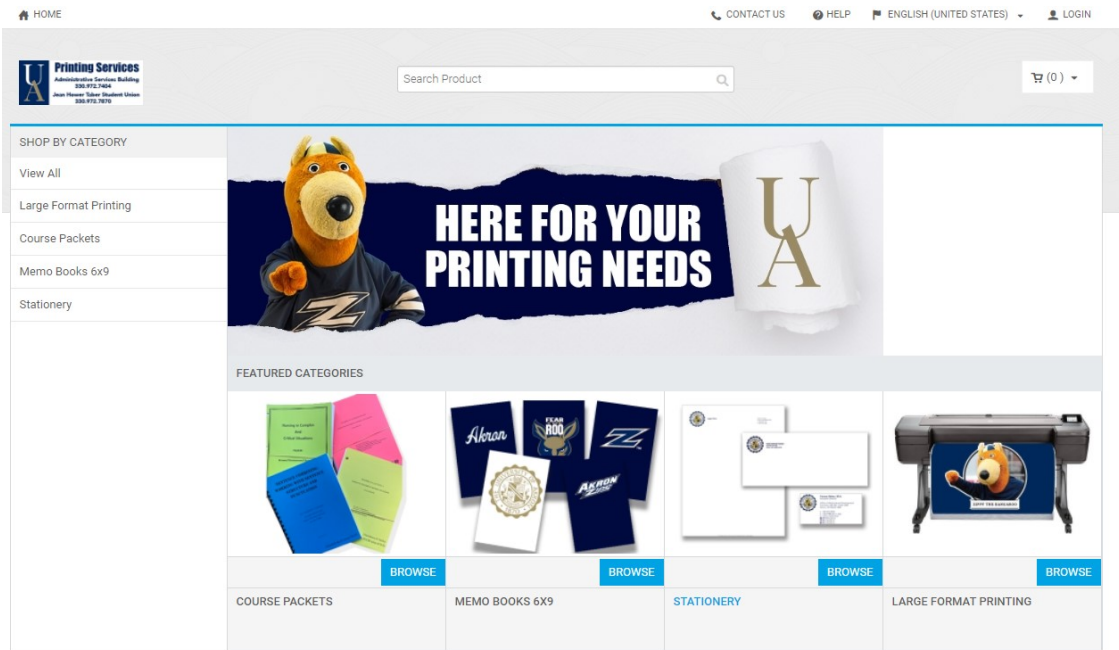 HOME
CONTACT US
HELP
ENGLISH (UNITED STATES)
LOGIN
UA
Printing Services
Administrative Services Building
330.972.7404
Jean Hower Taber Student Union
330.972.7870
Search Product
(0)
SHOP BY CATEGORY
View All
Large Format Printing
Course Packets
Memo Books 6x9
Stationery
HERE FOR YOUR
PRINTING NEEDS
UA
Z
FEATURED CATEGORIES
Akron
FEAR
ROO
Z
AKRON
BROWSE
BROWSE
BROWSE
BROWSE
COURSE PACKETS
MEMO BOOKS 6X9
STATIONERY
LARGE FORMAT PRINTING